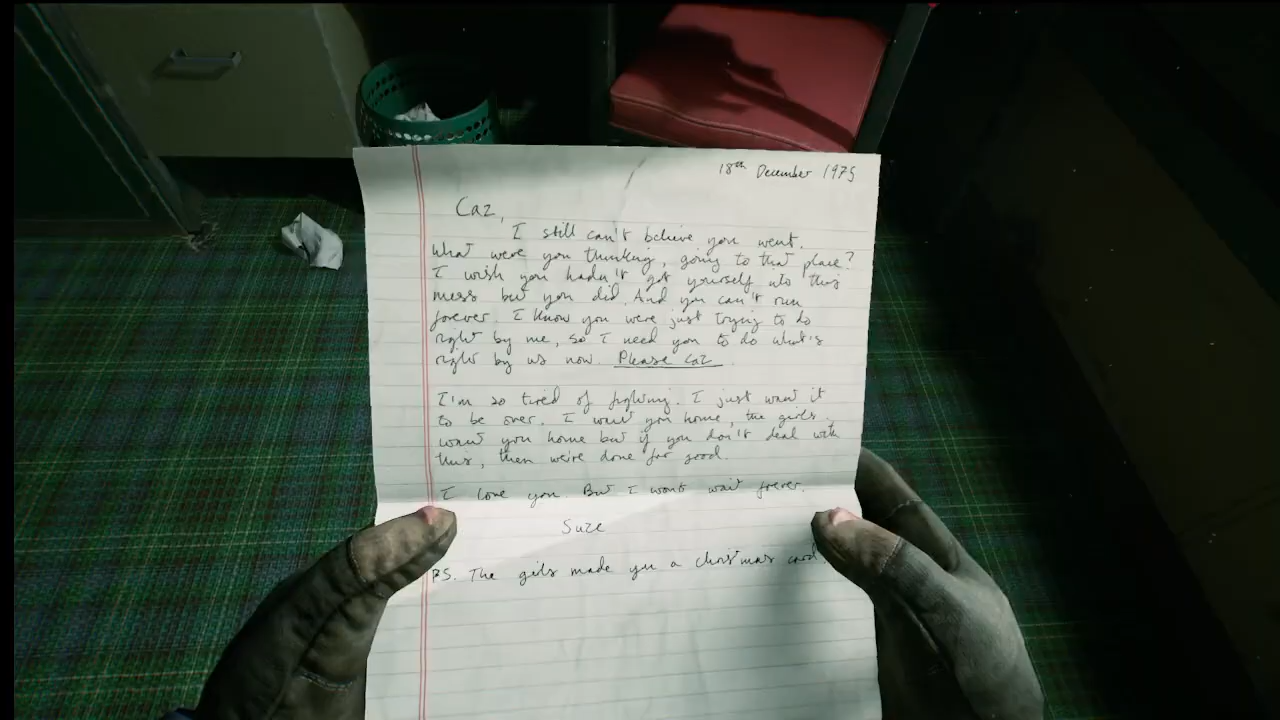 18th December 1975
Caz,
I still can't believe you went.
What were you thinking, going to that place?
I wish you hadn't got yourself into this
mess but you did. And you can't run
forever. I know you were just trying to do
right by me, so I need you to do what's
right by us now. Please Caz.
I'm so tired of fighting. I just want it
to be over. I want you home, the girls
want you home but if you don't deal with
this, then we're done for good.
I love you. But I won't wait forever.
Suze
P.S. The girls made you a christmas card.